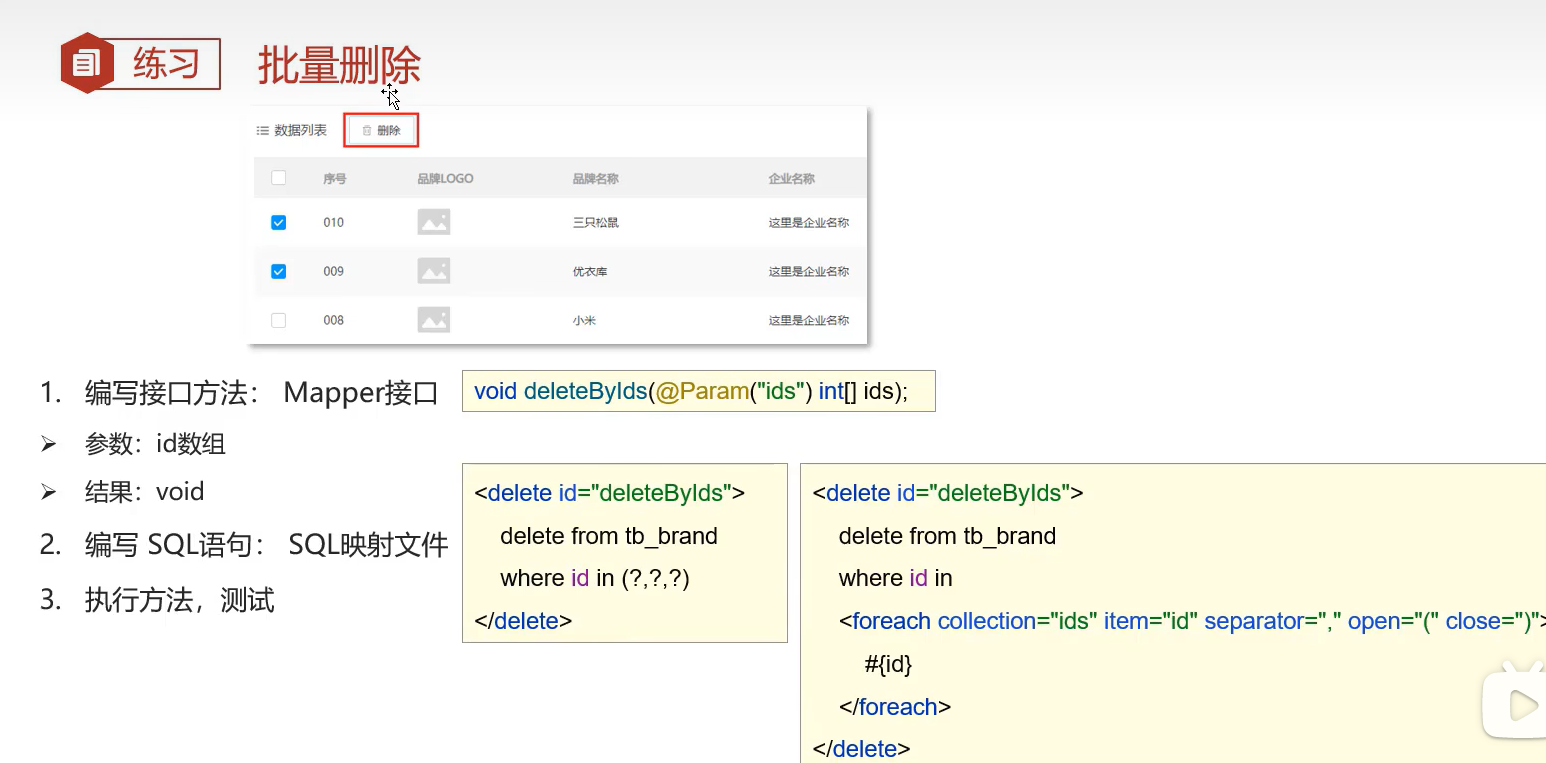 练习 批量删除
数据列表 删除
序号 品牌LOGO 品牌名称 企业名称
010 三只松鼠 这里是企业名称
009 优衣库 这里是企业名称
008 小米 这里是企业名称
1. 编写接口方法： Mapper接口
void deleteByIds(@Param("ids") int[] ids);
➢ 参数：id数组
➢ 结果：void
2. 编写 SQL语句： SQL映射文件
3. 执行方法，测试
<delete id="deleteByIds">
delete from tb_brand
where id in (?,?,?)
</delete>
<delete id="deleteByIds">
delete from tb_brand
where id in
<foreach collection="ids" item="id" separator="," open="(" close=")">
#{id}
</foreach>
</delete>